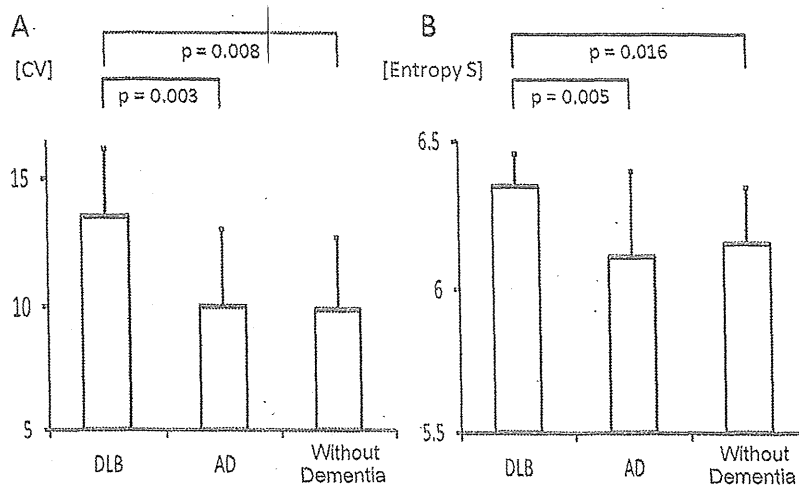 A
[CV]
p = 0.008
p = 0.003
15
10
5
DLB
AD
Without
Dementia
B
[Entropy S]
p = 0.016
p = 0.005
6.5
6
5.5
DLB
AD
Without
Dementia